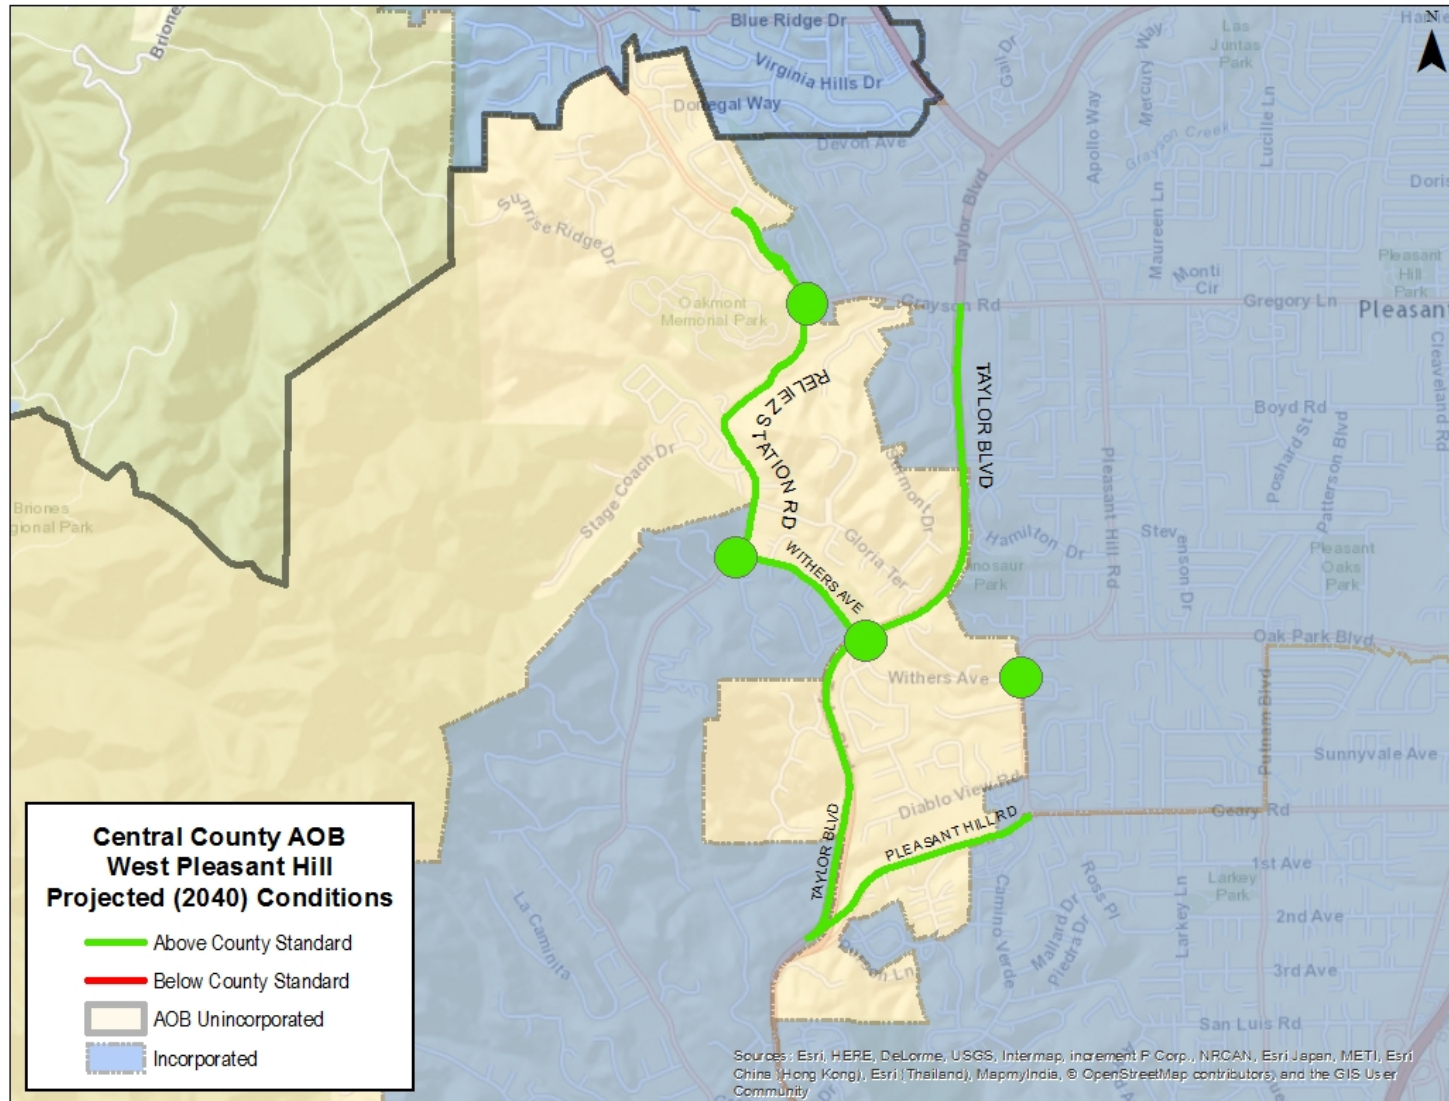 Blue Ridge Dr
Virginia Hills Dr
Donegal Way
Devon Ave
Gail Dr
Las
Juntas
Park
Mercury Way
Apollo Way
Grayson Creek
Lucille Ln
N
Briones
Taylor Blvd
Maureen Ln
Monti
Cir
Doris
Pleasant
Hill
Park
Sunrise Ridge Dr
Oakmont
Memorial Park
Grayson Rd
Gregory Ln
Pleasant
Cleaveland Rd
RELIEZ STATION RD
TAYLOR BLVD
Boyd Rd
Poshard St
Patterson Blvd
Pleasant Hill Rd
Stage Coach Dr
Briones
gional Park
Gloria Ter
Hamilton Dr
inosaur
Park
Stev
enson Dr
Pleasant
Oaks
Park
WITHERS AVE
Oak Park Blvd
Withers Ave
Putnam Blvd
Sunnyvale Ave
Diablo View Rd
Geary Rd
TAYLOR BLVD
PLEASANT HILL RD
1st Ave
Larkey
Park
Ross Pl
Mallard Dr
Piedra Dr
Camino Verde
Larkey Ln
2nd Ave
3rd Ave
San Luis Rd
La Caminita
Central County AOB
West Pleasant Hill
Projected (2040) Conditions
Above County Standard
Below County Standard
AOB Unincorporated
Incorporated
Sources: Esri, HERE, DeLorme, USGS, Intermap, increment P Corp., NRCAN, Esri Japan, METI, Esri
China (Hong Kong), Esri (Thailand), MapmyIndia, © OpenStreetMap contributors, and the GIS User
Community